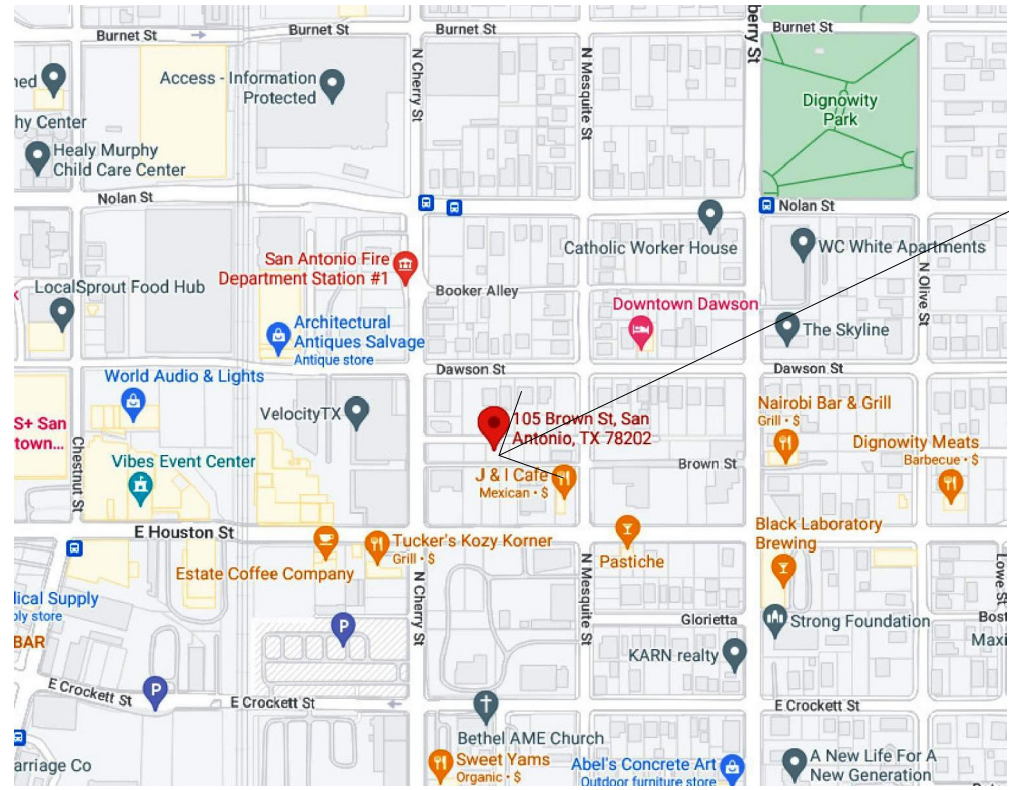 Burnet St
Burnet St
Burnet St
Burnet St
berry St
ned
hy Center
Access - Information
Protected
N Cherry St
N Mesquite St
Dignowity
Park
Healy Murphy
Child Care Center
Nolan St
Nolan St
Catholic Worker House
WC White Apartments
San Antonio Fire
Department Station #1
Booker Alley
N Olive St
LocalSprout Food Hub
Downtown Dawson
Architectural
Antiques Salvage
Antique store
The Skyline
Dawson St
Dawson St
World Audio & Lights
VelocityTX
S+ San
town...
105 Brown St, San
Antonio, TX 78202
Nairobi Bar & Grill
Grill • $
Dignowity Meats
Barbecue • $
Chestnut St
Vibes Event Center
Brown St
J & I Cafe
Mexican • $
E Houston St
Tucker's Kozy Korner
Grill • $
Estate Coffee Company
Pastiche
Black Laboratory
Brewing
Lowe St
N Cherry St
N Mesquite St
dical Supply
ply store
BAR
P
Glorietta
Strong Foundation
Bost
Maxi
KARN realty
E Crockett St
P
E Crockett St
E Crockett St
Bethel AME Church
Sweet Yams
Organic • $
Abel's Concrete Art
Outdoor furniture store
A New Life For A
New Generation
arriage Co